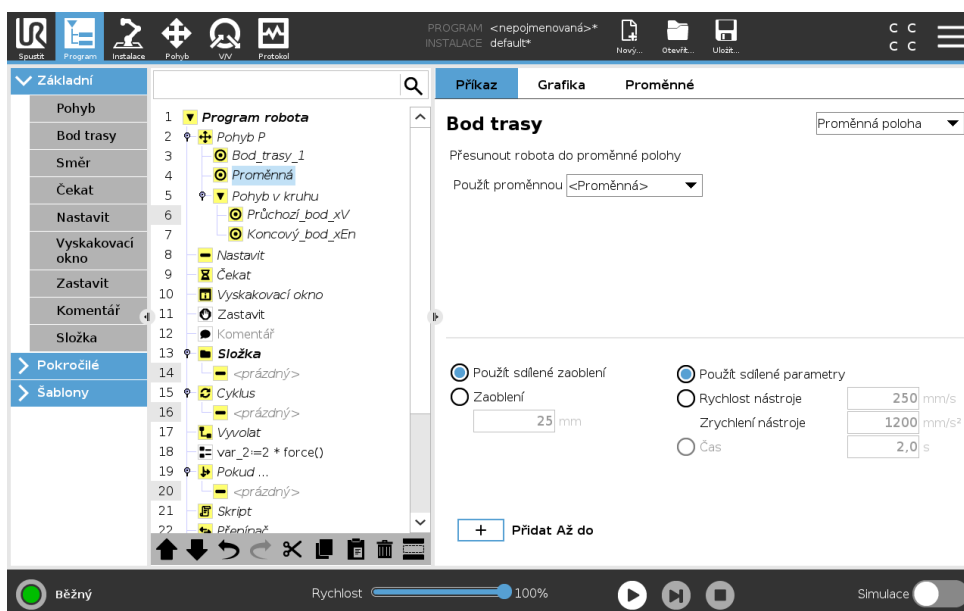 PROGRAM <nepojmenovaná>*
INSTALACE default*
Spustit
Program
Instalace
Pohyb
V/V
Protokol
Nový...
Otevřít...
Uložit...
C C
C C
Základní
Pohyb
Bod trasy
Směr
Čekat
Nastavit
Vyskakovací
okno
Zastavit
Komentář
Složka
Pokročilé
Šablony
1 Program robota
2 Pohyb P
3 Bod_trasy_1
4 Proměnná
5 Pohyb v kruhu
6 Průchozí_bod_xV
7 Koncový_bod_xEn
8 Nastavit
9 Čekat
10 Vyskakovací okno
11 Zastavit
12 Komentář
13 Složka
14 <prázdný>
15 Cyklus
16 <prázdný>
17 Vyvolat
18 var_2:=2 * force()
19 Pokud ...
20 <prázdný>
21 Skript
22 Přepínač
Příkaz
Grafika
Proměnné
Bod trasy
Proměnná poloha
Přesunout robota do proměnné polohy
Použít proměnnou <Proměnná>
Použít sdílené zaoblení
Zaoblení
25 mm
Použít sdílené parametry
Rychlost nástroje 250 mm/s
Zrychlení nástroje 1200 mm/s²
Čas 2,0 s
+ Přidat Až do
Běžný
Rychlost 100%
Simulace